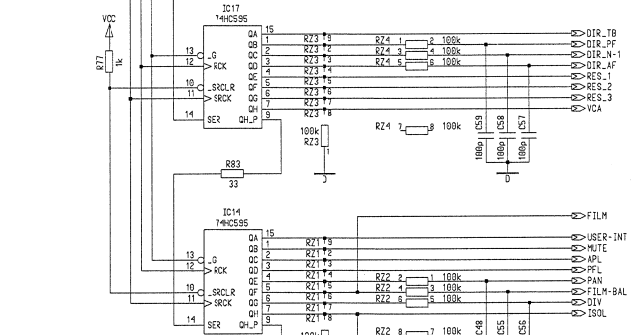 IC17
74HC595
VCC
R77
1k
13 _G QA 15 RZ3 9 DIR_TB
12 RCK QB 1 RZ3 2 RZ4 1 2 100k DIR_PF
QC 2 RZ3 3 RZ4 3 4 100k DIR_N-1
QD 3 RZ3 4 RZ4 5 6 100k DIR_AF
QE 4 RZ3 5 RES_1
10 _SRCLR QF 5 RZ3 6 RES_2
11 SRCK QG 6 RZ3 7 RES_3
QH 7 RZ3 8 VCA
14 SER QH_P 9
100k
RZ3
1
RZ4 7 8 100k
100p C59
100p C58
100p C57
D
R83
33
IC14
74HC595
FILM
QA 15 RZ1 9 USER-INT
QB 1 RZ1 2 MUTE
13 _G QC 2 RZ1 3 APL
12 RCK QD 3 RZ1 4 PFL
QE 4 RZ1 5 RZ2 2 1 100k PAN
10 _SRCLR QF 5 RZ1 6 RZ2 4 3 100k FILM-BAL
11 SRCK QG 6 RZ1 7 RZ2 6 5 100k DIV
QH 7 RZ1 8 ISOL
14 SER QH_P 9
100k
RZ2 8 7 100k
C48
C55
C56